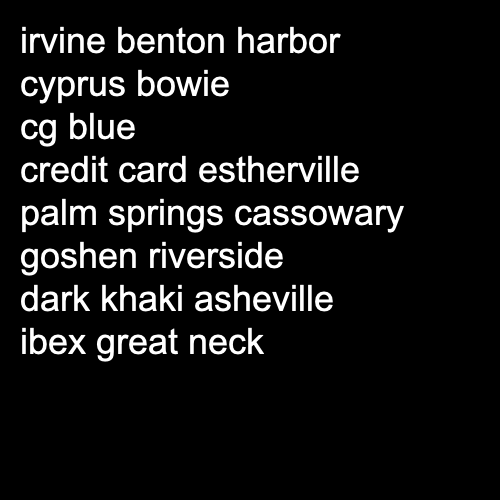 irvine benton harbor
cyprus bowie
cg blue
credit card estherville
palm springs cassowary
goshen riverside
dark khaki asheville
ibex great neck